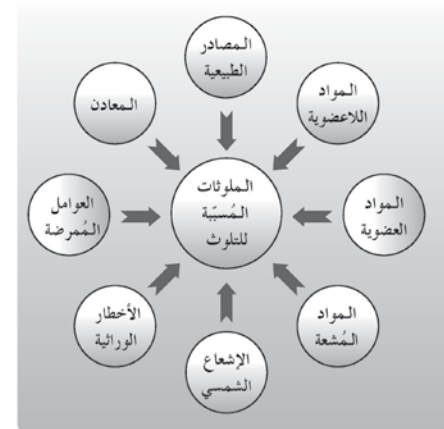 المصادر
الطبيعية
المواد
اللاعضوية
المواد
العضوية
المواد
المُشعة
الإشعاع
الشمسي
الأخطار
الوراثية
العوامل
المُمرضة
المعادن
الملوثات
المُسبّبة
للتلوث